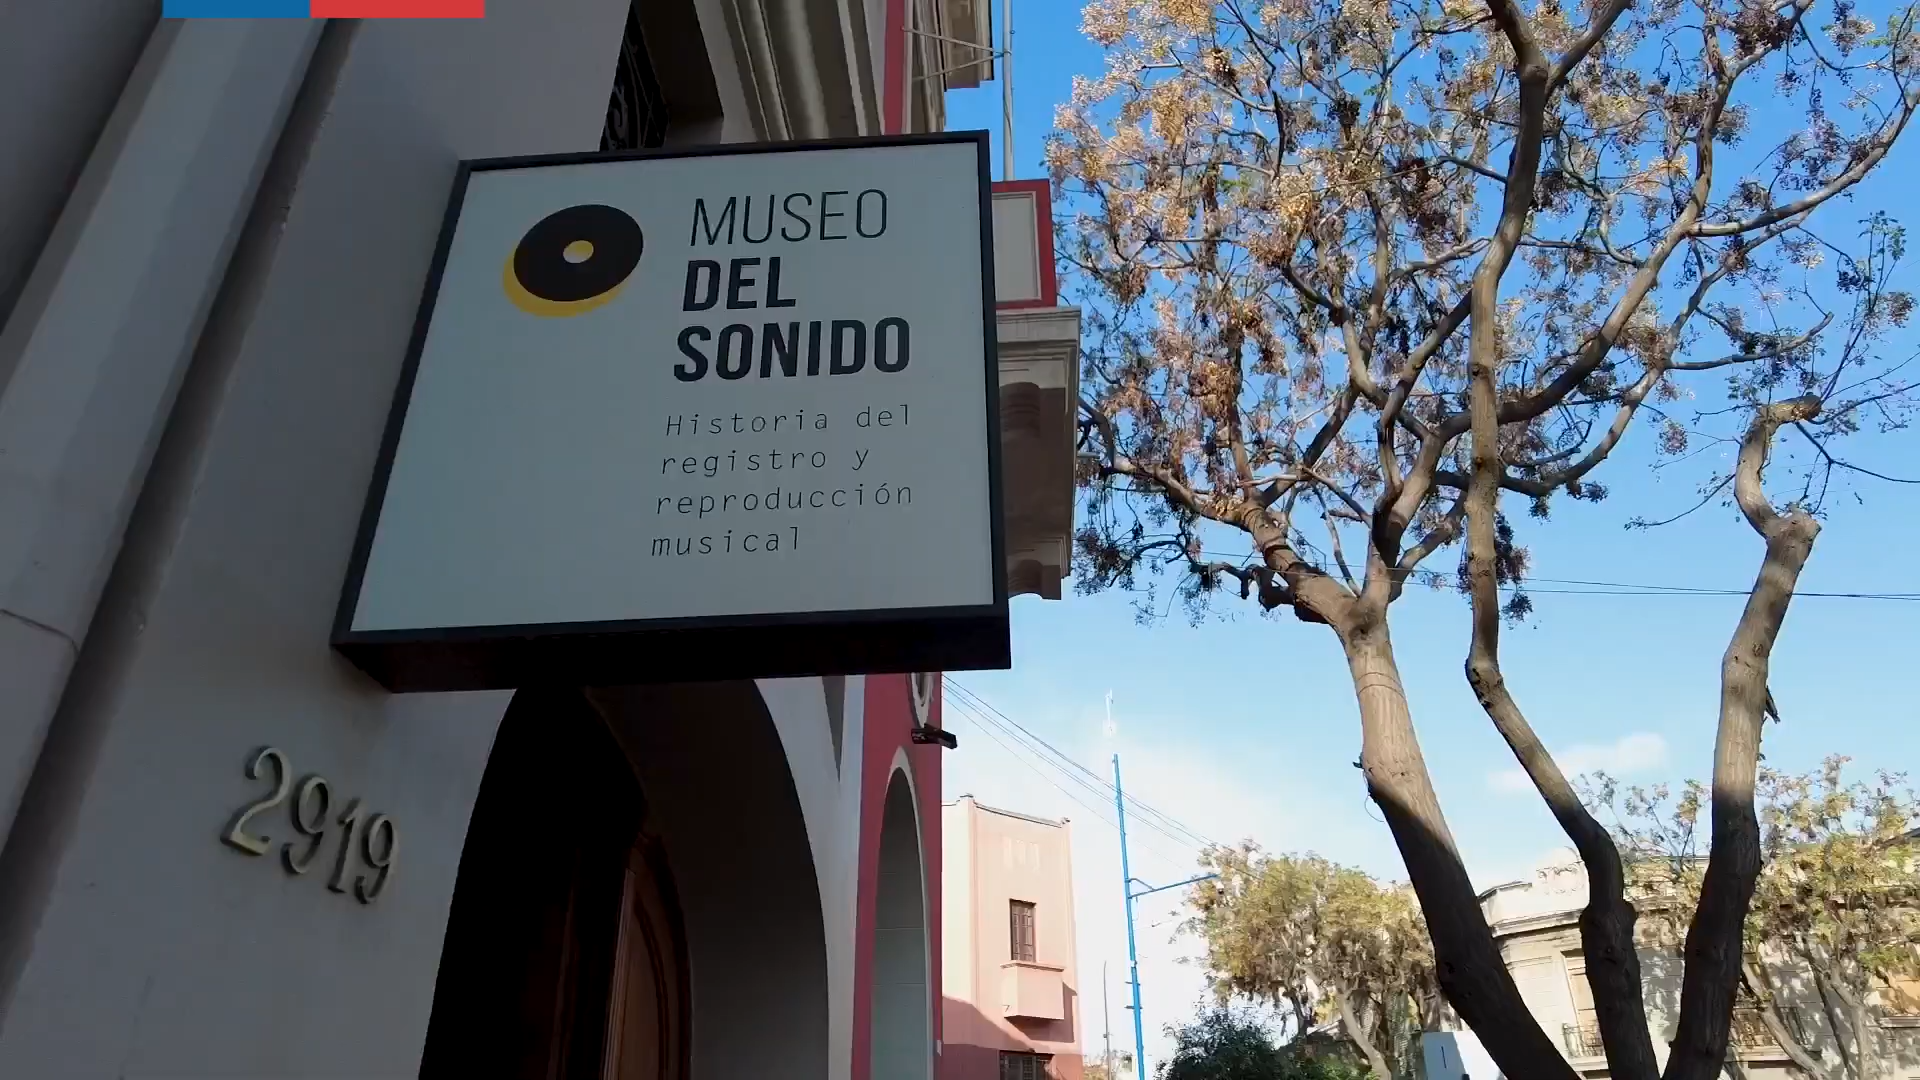 MUSEO
DEL
SONIDO
Historia del
registro y
reproducción
musical
2919